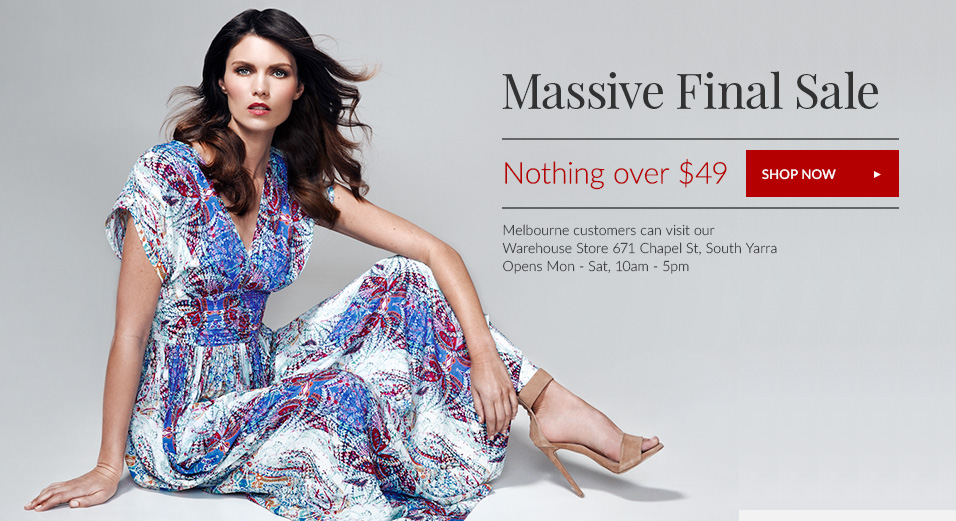 Massive Final Sale
Nothing over $49
SHOP NOW
Melbourne customers can visit our
Warehouse Store 671 Chapel St, South Yarra
Opens Mon - Sat, 10am - 5pm